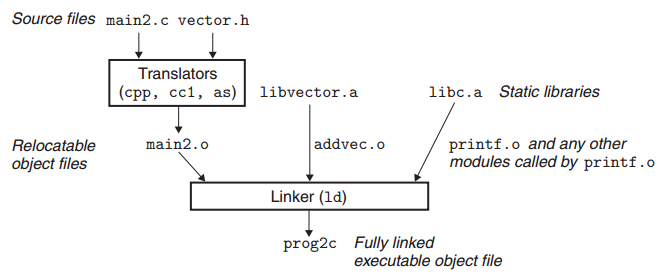 Source files main2.c vector.h
Translators
(cpp, cc1, as) libvector.a libc.a Static libraries
Relocatable
object files
main2.o addvec.o printf.o and any other
modules called by printf.o
Linker (ld)
prog2c Fully linked
executable object file